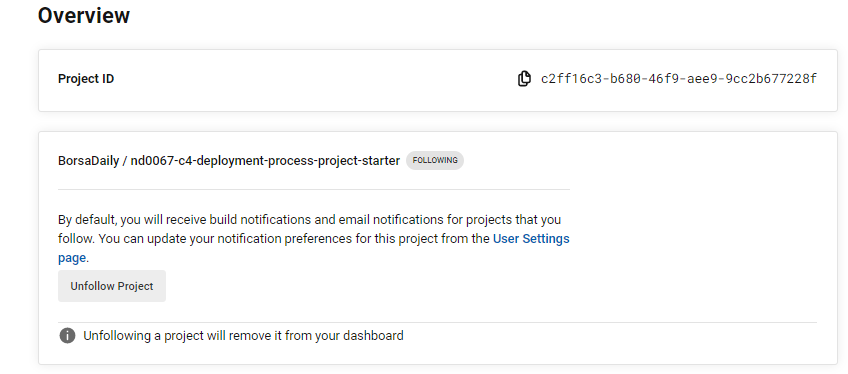 Overview
Project ID
c2ff16c3-b680-46f9-aee9-9cc2b677228f
BorsaDaily / nd0067-c4-deployment-process-project-starter FOLLOWING
By default, you will receive build notifications and email notifications for projects that you
follow. You can update your notification preferences for this project from the User Settings
page.
Unfollow Project
Unfollowing a project will remove it from your dashboard